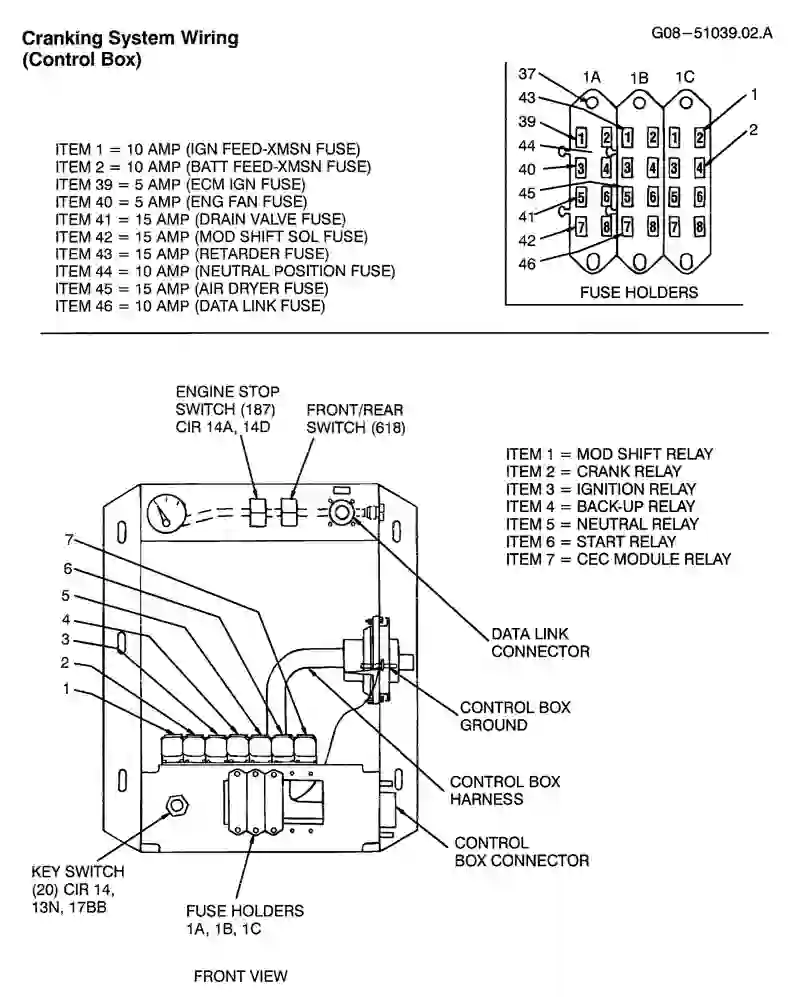 Cranking System Wiring
(Control Box)
G08-51039.02.A
ITEM 1 = 10 AMP (IGN FEED-XMSN FUSE)
ITEM 2 = 10 AMP (BATT FEED-XMSN FUSE)
ITEM 39 = 5 AMP (ECM IGN FUSE)
ITEM 40 = 5 AMP (ENG FAN FUSE)
ITEM 41 = 15 AMP (DRAIN VALVE FUSE)
ITEM 42 = 15 AMP (MOD SHIFT SOL FUSE)
ITEM 43 = 15 AMP (RETARDER FUSE)
ITEM 44 = 10 AMP (NEUTRAL POSITION FUSE)
ITEM 45 = 15 AMP (AIR DRYER FUSE)
ITEM 46 = 10 AMP (DATA LINK FUSE)
37 1A 1B 1C
43
1
39
1 2 1 2 1 2
2
44
40
3 4 3 4 3 4
45
5 6 5 6 5 6
41
7 8 7 8 7 8
42
46
FUSE HOLDERS
ENGINE STOP
SWITCH (187)
CIR 14A, 14D
FRONT/REAR
SWITCH (618)
ITEM 1 = MOD SHIFT RELAY
ITEM 2 = CRANK RELAY
ITEM 3 = IGNITION RELAY
ITEM 4 = BACK-UP RELAY
ITEM 5 = NEUTRAL RELAY
ITEM 6 = START RELAY
ITEM 7 = CEC MODULE RELAY
7
6
5
4
3
2
1
DATA LINK
CONNECTOR
CONTROL BOX
GROUND
CONTROL BOX
HARNESS
CONTROL
BOX CONNECTOR
KEY SWITCH
(20) CIR 14,
13N, 17BB
FUSE HOLDERS
1A, 1B, 1C
FRONT VIEW